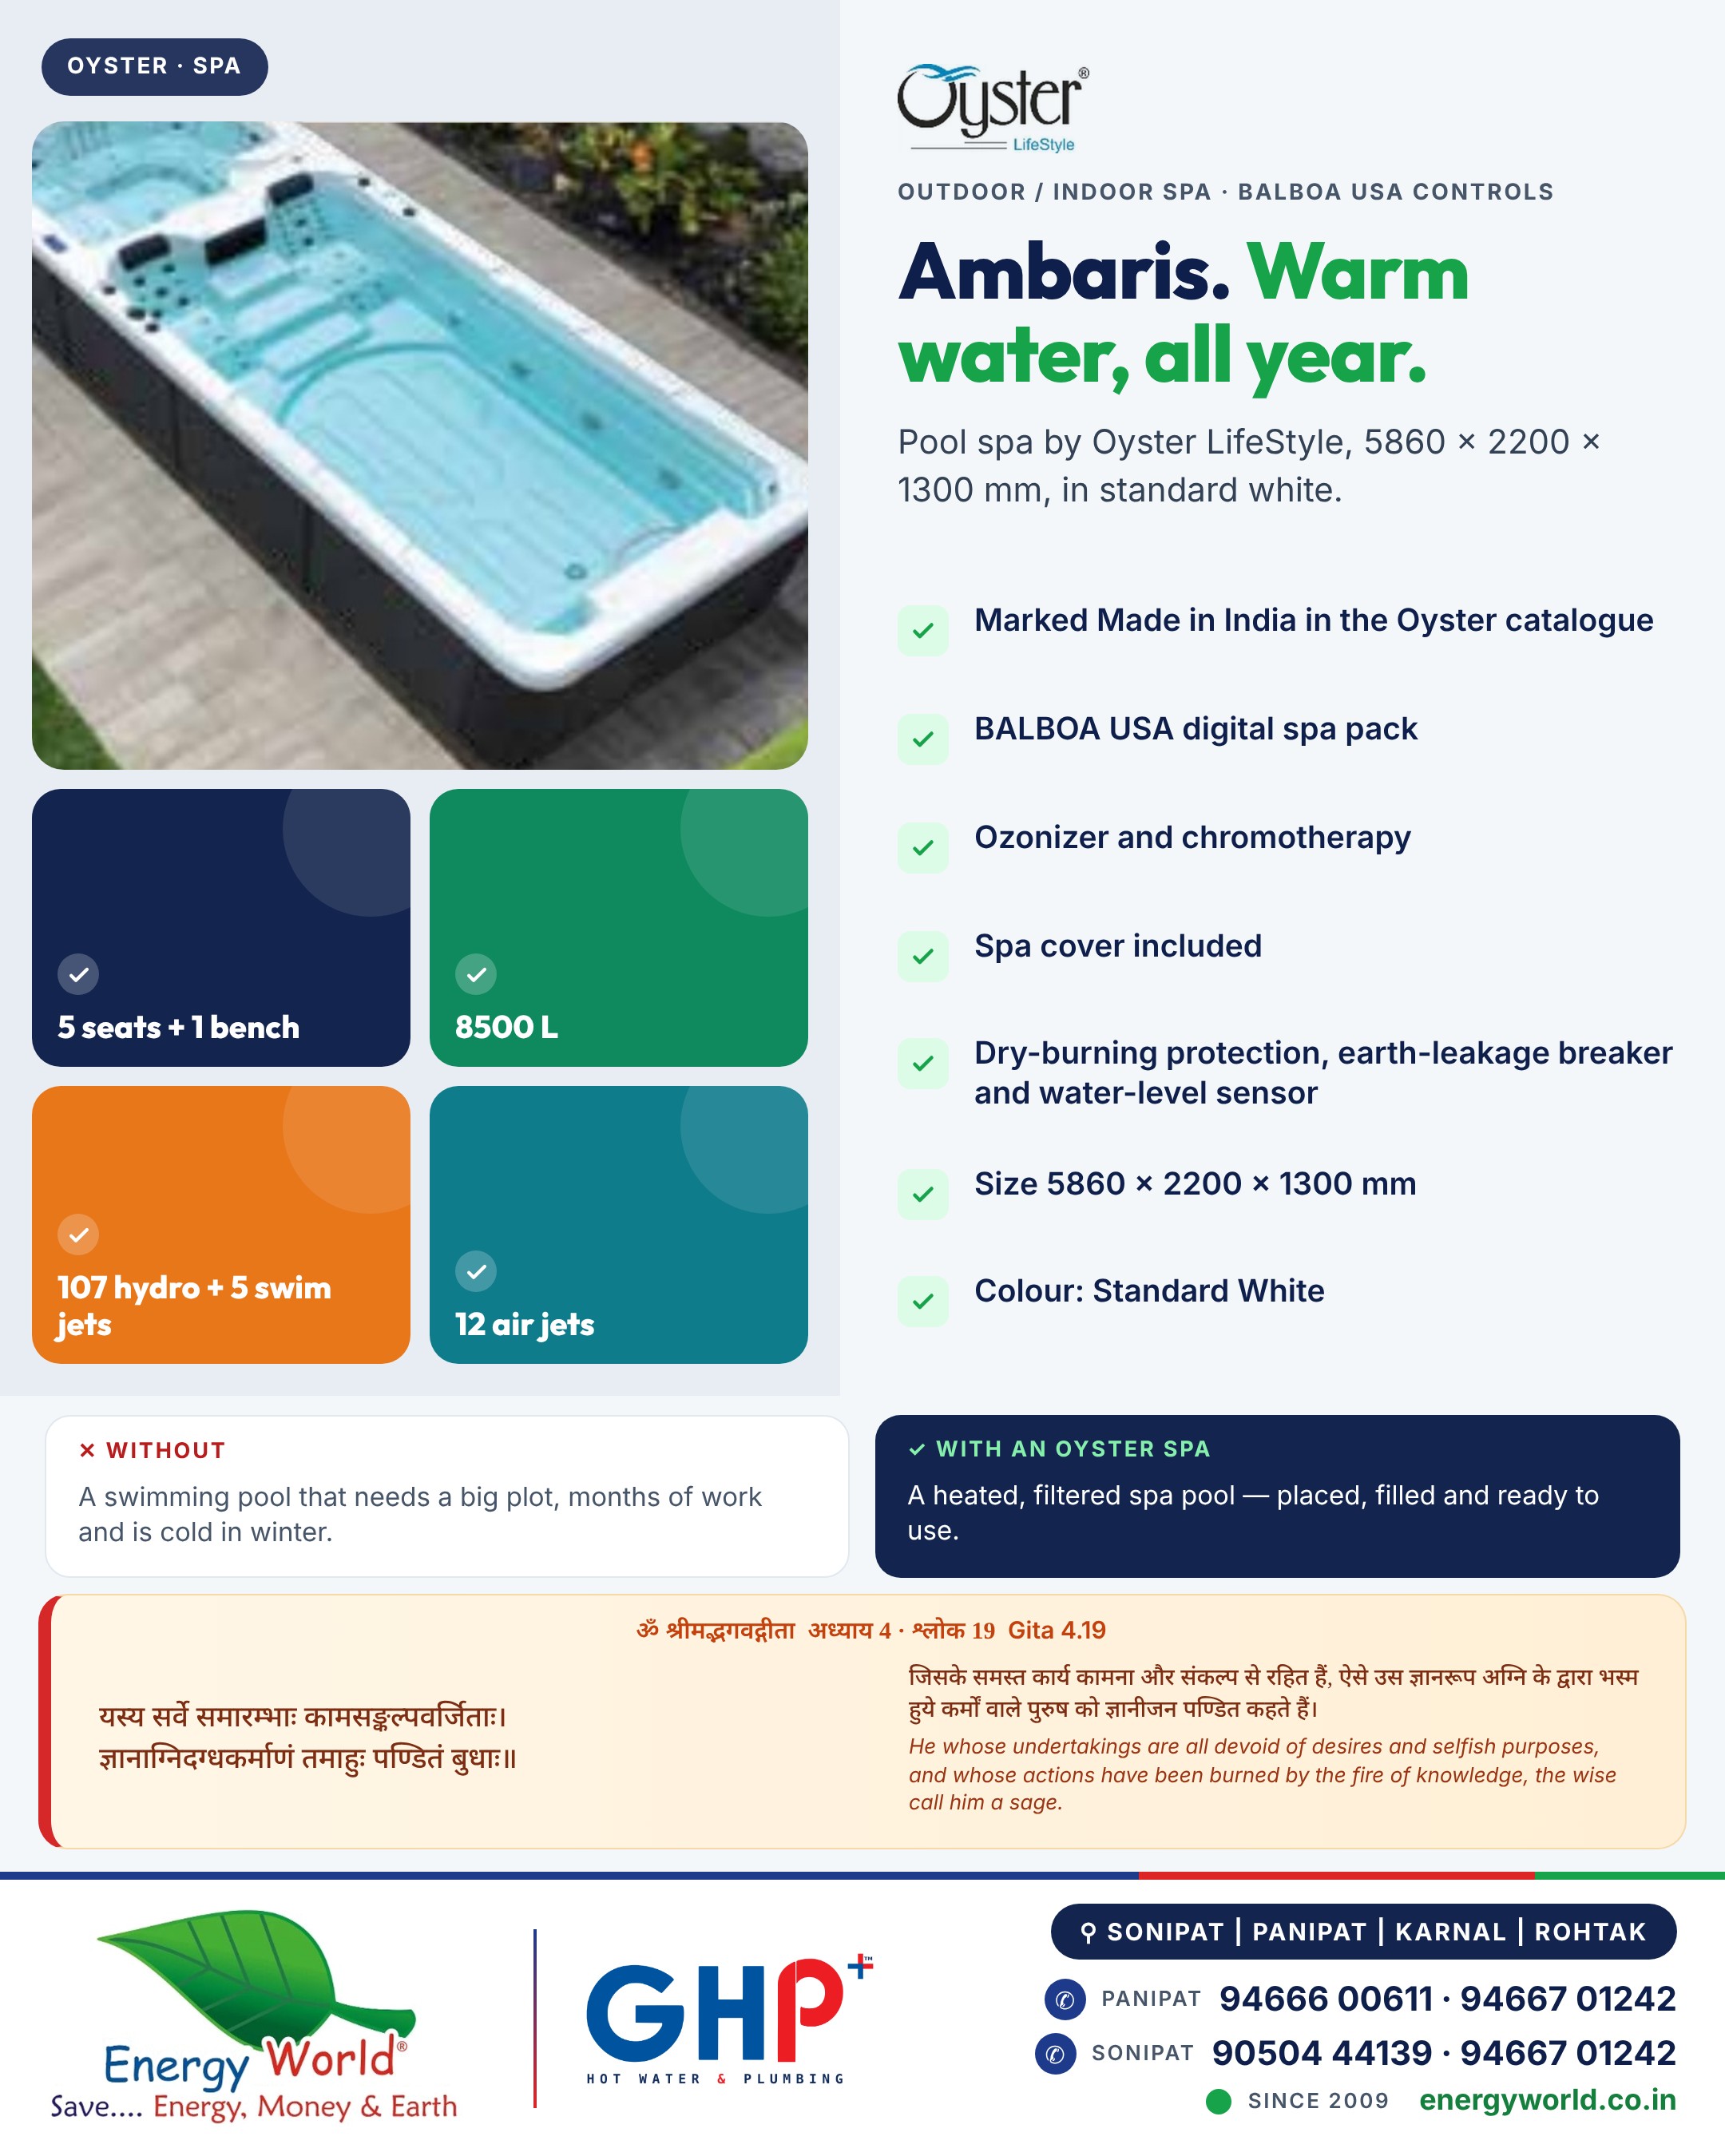 OYSTER · SPA
Oyster®
LifeStyle
OUTDOOR / INDOOR SPA · BALBOA USA CONTROLS
Ambaris. Warm
water, all year.
Pool spa by Oyster LifeStyle, 5860 × 2200 ×
1300 mm, in standard white.
✓ Marked Made in India in the Oyster catalogue
✓ BALBOA USA digital spa pack
✓ Ozonizer and chromotherapy
✓ Spa cover included
✓ Dry-burning protection, earth-leakage breaker
and water-level sensor
✓ Size 5860 × 2200 × 1300 mm
✓ Colour: Standard White
✓ 5 seats + 1 bench
✓ 8500 L
✓ 107 hydro + 5 swim
jets
✓ 12 air jets
✕ WITHOUT
A swimming pool that needs a big plot, months of work
and is cold in winter.
✓ WITH AN OYSTER SPA
A heated, filtered spa pool — placed, filled and ready to
use.
ॐ श्रीमद्भगवद्गीता अध्याय 4 · श्लोक 19 Gita 4.19
यस्य सर्वे समारम्भाः कामसङ्कल्पवर्जिताः।
ज्ञानाग्निदग्धकर्माणं तमाहुः पण्डितं बुधाः॥
जिसके समस्त कार्य कामना और संकल्प से रहित हैं, ऐसे उस ज्ञानरूप अग्नि के द्वारा भस्म
हुये कर्मों वाले पुरुष को ज्ञानीजन पण्डित कहते हैं।
He whose undertakings are all devoid of desires and selfish purposes,
and whose actions have been burned by the fire of knowledge, the wise
call him a sage.
Energy World®
Save.... Energy, Money & Earth
GHP+™
HOT WATER & PLUMBING
SONIPAT | PANIPAT | KARNAL | ROHTAK
PANIPAT 94666 00611 · 94667 01242
SONIPAT 90504 44139 · 94667 01242
SINCE 2009 energyworld.co.in